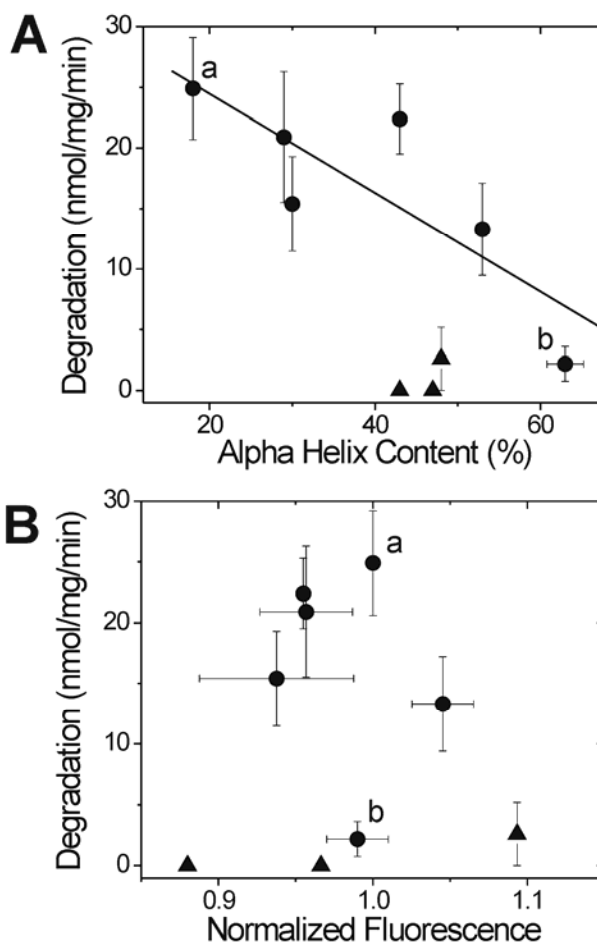 A
Degradation (nmol/mg/min)
30
20
10
0
a
b
20
40
60
Alpha Helix Content (%)
B
Degradation (nmol/mg/min)
30
20
10
0
a
b
0.9
1.0
1.1
Normalized Fluorescence